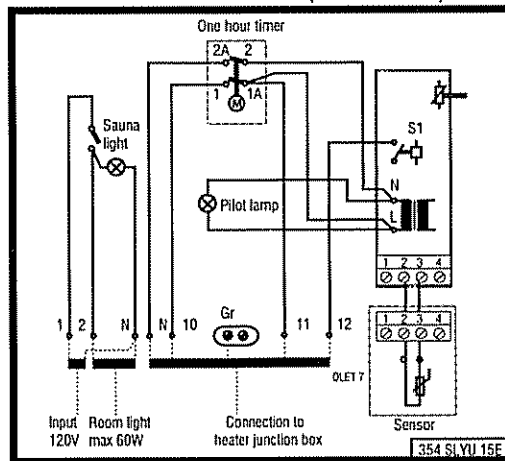 One hour timer
2A 2
1 1A
M
Sauna
light
S1
N
L
Pilot lamp
1 2 3 4
Gr
1 2 N N 10 11 12
1 2 3 4
OLET 7
Sensor
Input
120V
Room light
max 60W
Connection to
heater junction box
354 SLYU 15E